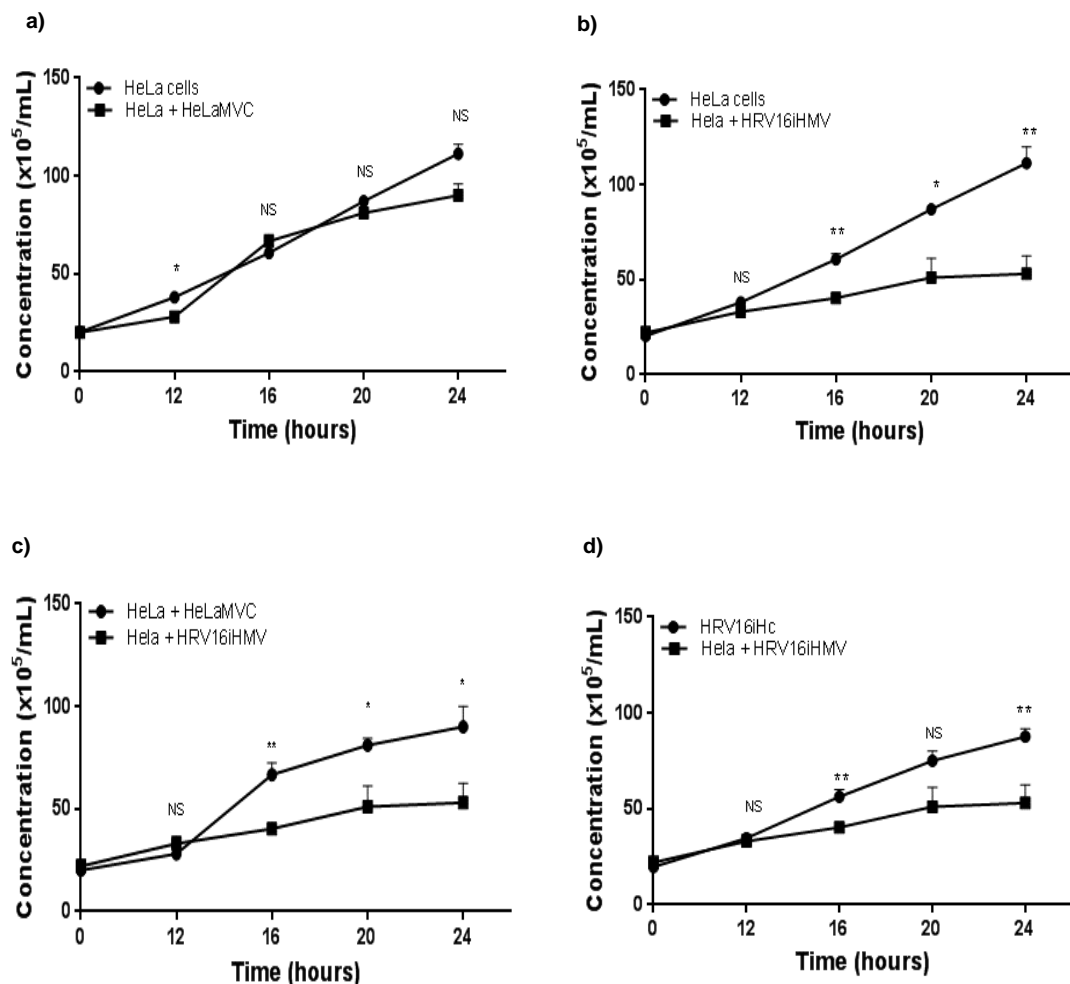 a)
Concentration (x10⁵/mL)
150
100
50
0
HeLa cells
HeLa + HeLaMVC
*
NS
NS
NS
0 12 16 20 24
Time (hours)
b)
Concentration (x10⁵/mL)
150
100
50
0
HeLa cells
Hela + HRV16iHMV
NS
**
*
**
0 12 16 20 24
Time (hours)
c)
Concentration (x10⁵/mL)
150
100
50
0
HeLa + HeLaMVC
Hela + HRV16iHMV
NS
**
*
*
0 12 16 20 24
Time (hours)
d)
Concentration (x10⁵/mL)
150
100
50
0
HRV16iHc
Hela + HRV16iHMV
NS
**
NS
**
0 12 16 20 24
Time (hours)